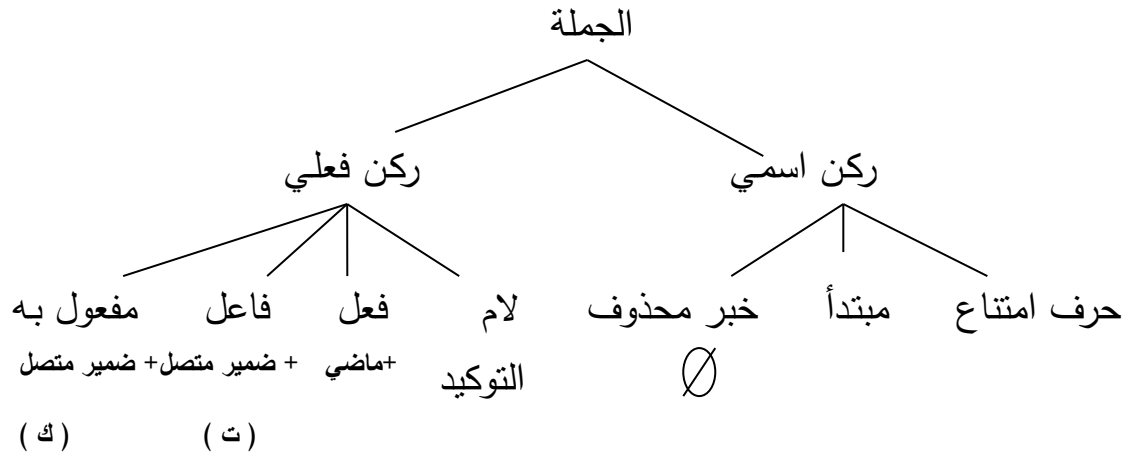 الجملة
ركن اسمي ركن فعلي
حرف امتناع مبتدأ خبر محذوف لام فعل فاعل مفعول به
∅ التوكيد +ماضي + ضمير متصل + ضمير متصل
( ت ) ( ك )